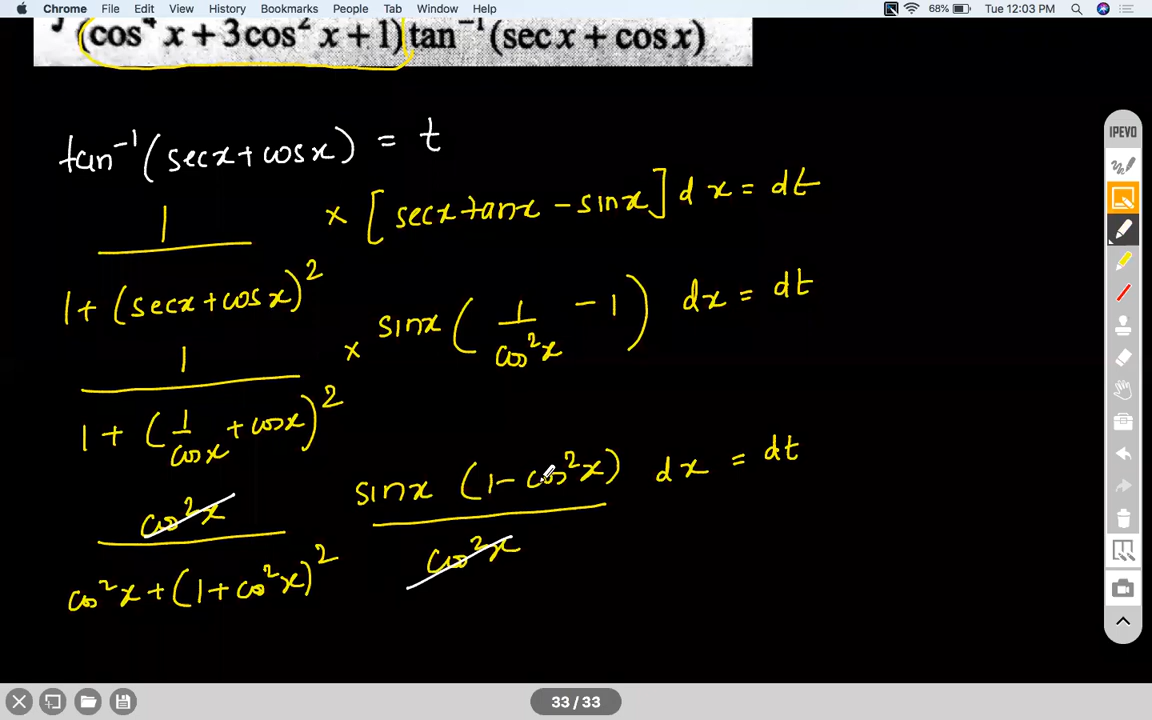 Chrome File Edit View History Bookmarks People Tab Window Help 68% Tue 12:03 PM
∫ (cos⁴ x + 3cos² x + 1) tan⁻¹ (sec x + cos x)
IPEVO
tan⁻¹(secx + cosx) = t
1 / (1 + (secx + cosx)²) × [secx tanx − sinx] dx = dt
1 / (1 + (1/cosx + cosx)²) × sinx (1/cos²x − 1) dx = dt
cos²x / (cos²x + (1 + cos²x)²) sinx (1 − cos²x) / cos²x dx = dt
33 / 33